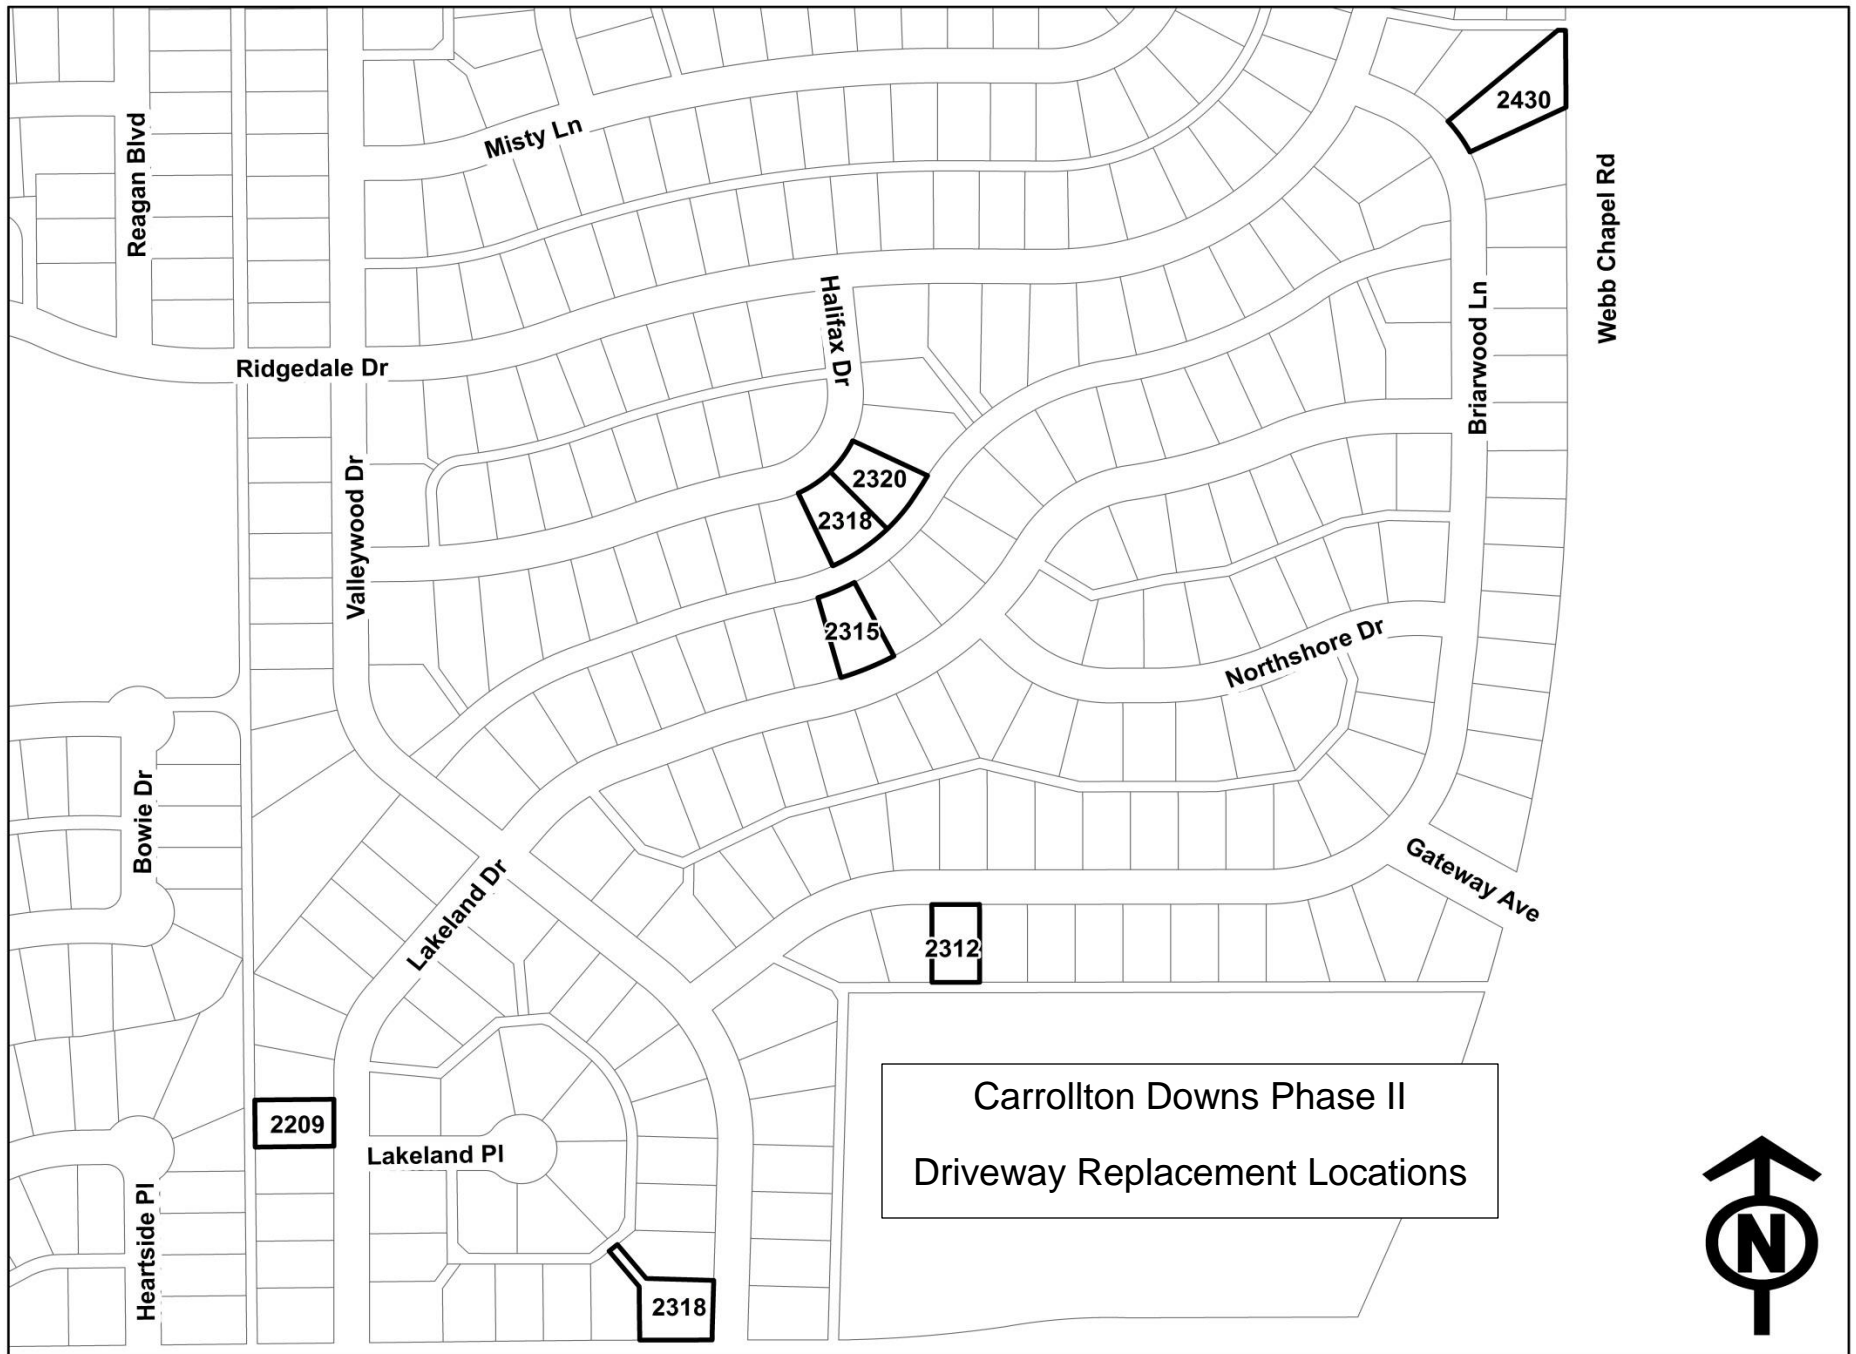 2430
Misty Ln
Reagan Blvd
Webb Chapel Rd
Halifax Dr
Briarwood Ln
Ridgedale Dr
Valleywood Dr
2320
2318
2315
Northshore Dr
Bowie Dr
Gateway Ave
Lakeland Dr
2312
Carrollton Downs Phase II
Driveway Replacement Locations
2209
Lakeland Pl
Heartside Pl
2318
N